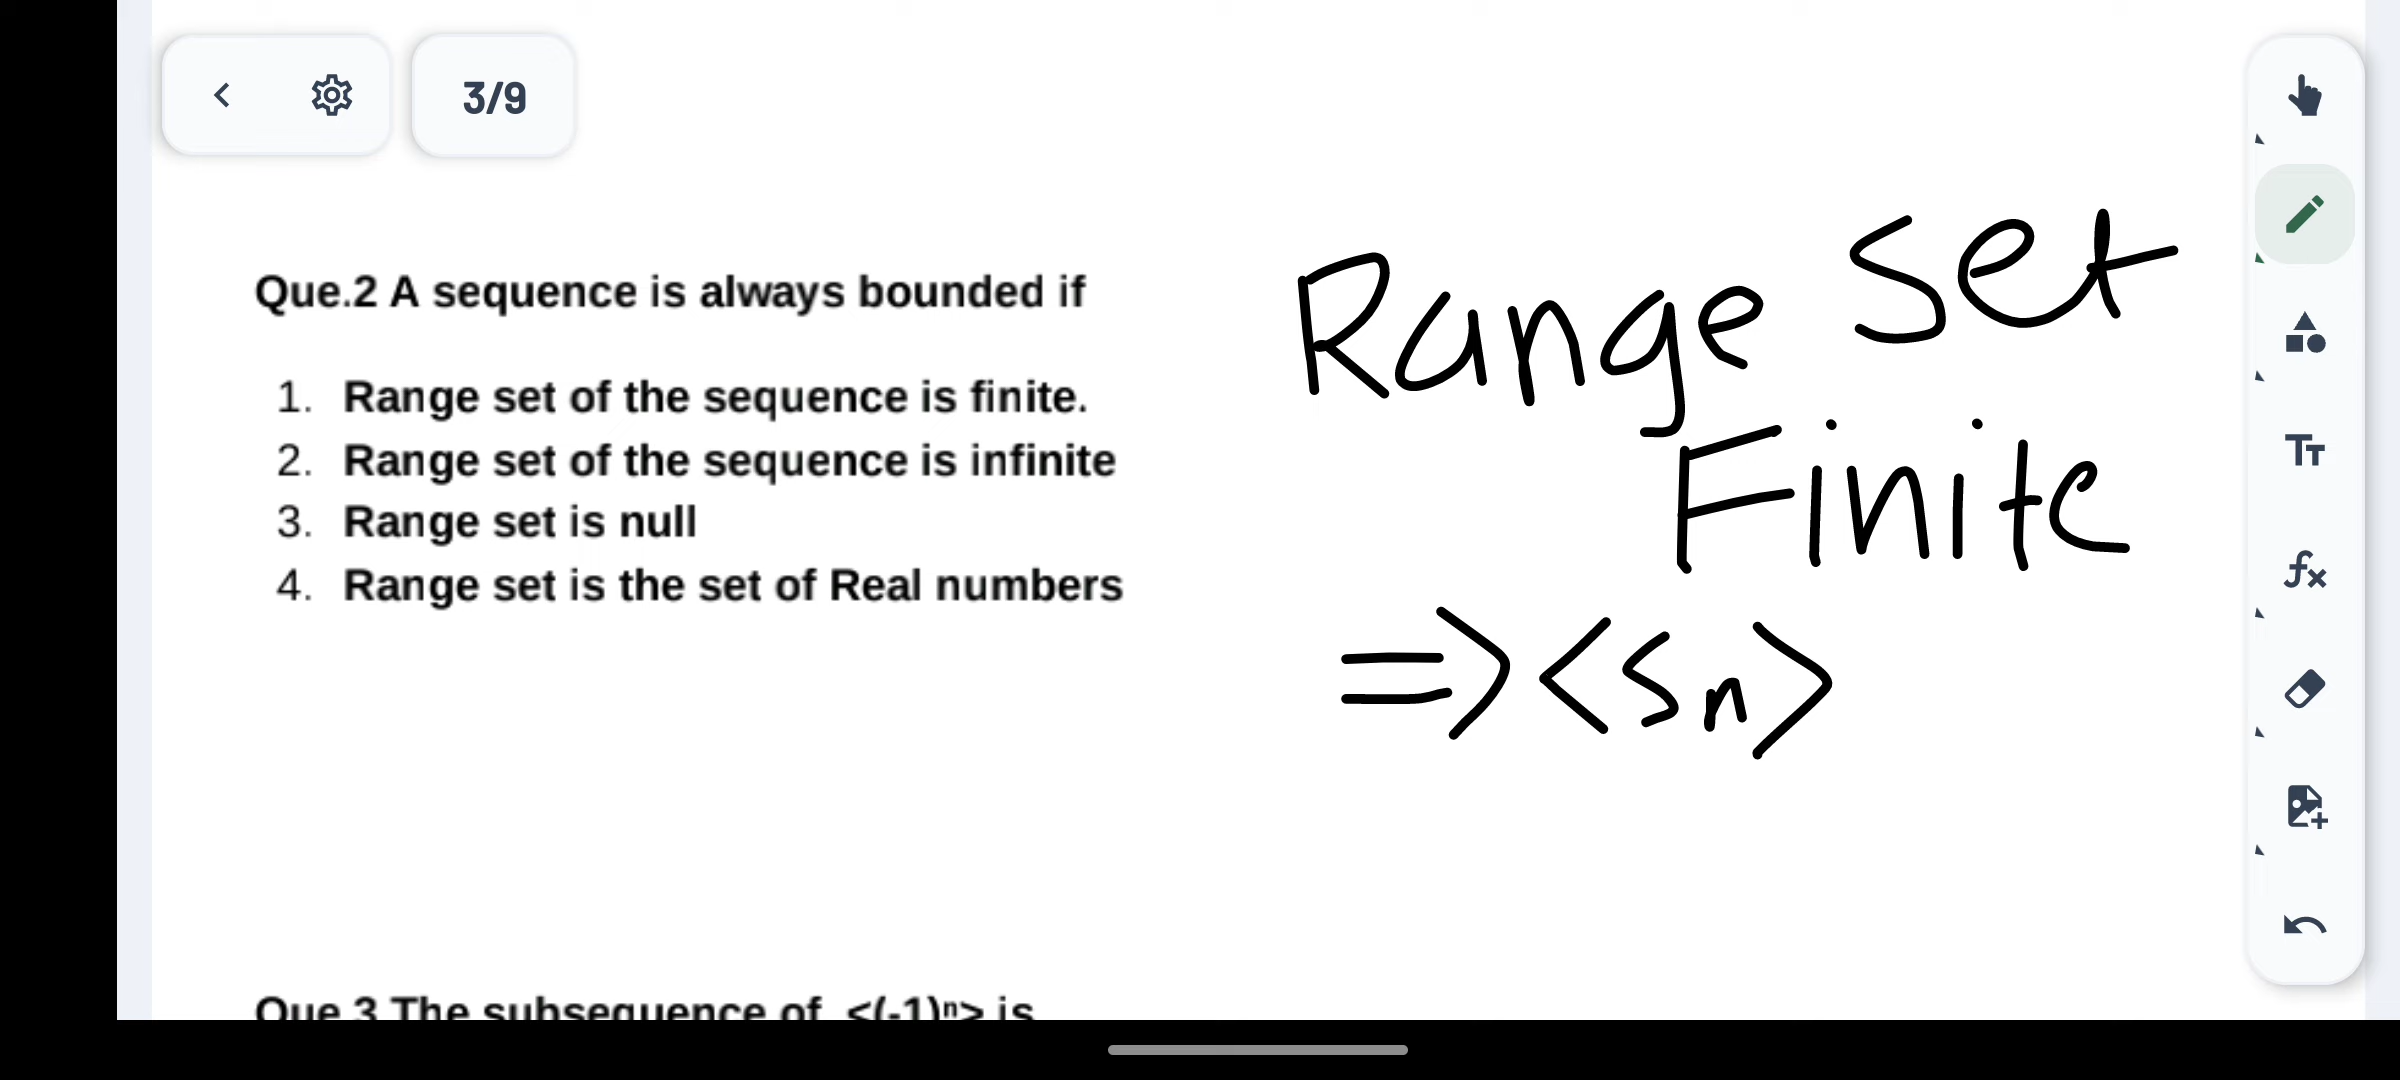 3/9
Que.2 A sequence is always bounded if
1. Range set of the sequence is finite.
2. Range set of the sequence is infinite
3. Range set is null
4. Range set is the set of Real numbers
Range Set
Finite
=> <Sn>
Que.3 The subsequence of <(-1)ⁿ> is
Tт
fx